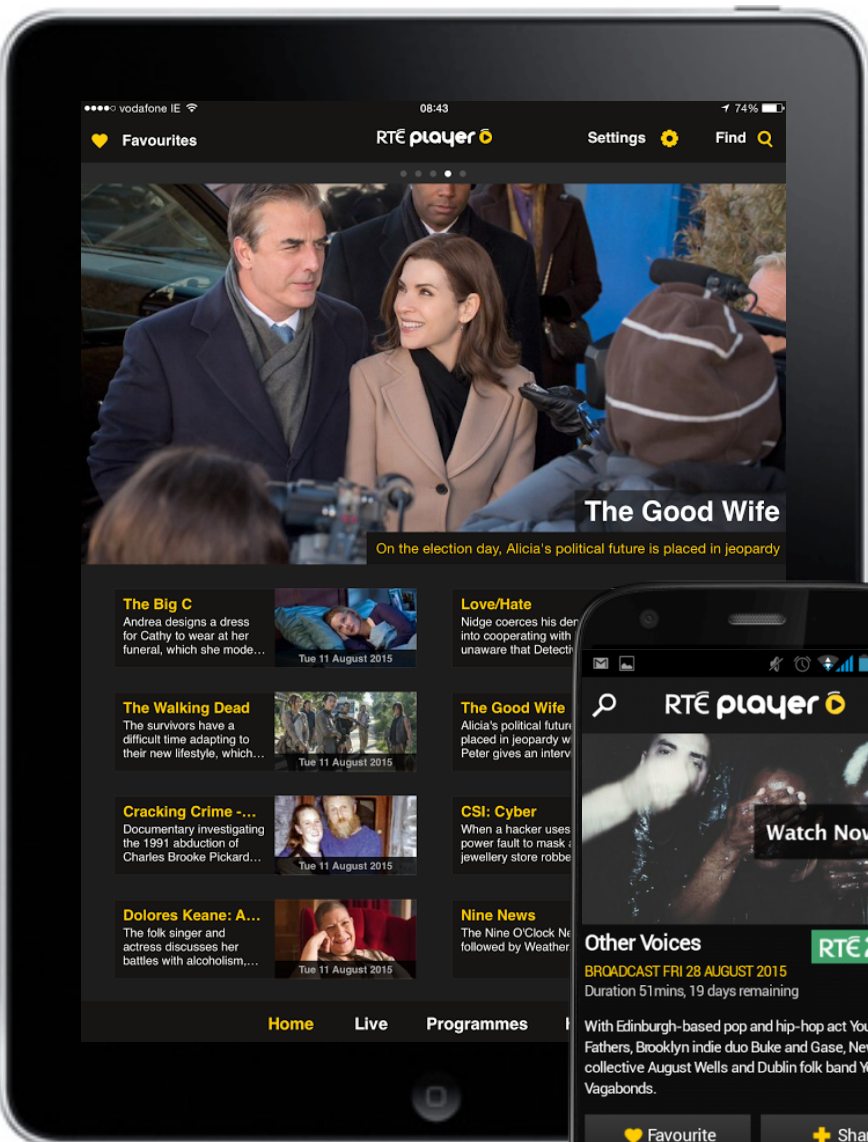 vodafone IE
08:43
74%
Favourites
RTÉ player
Settings
Find
The Good Wife
On the election day, Alicia's political future is placed in jeopardy
The Big C
Andrea designs a dress
for Cathy to wear at her
funeral, which she mode...
Tue 11 August 2015
Love/Hate
Nidge coerces his
into cooperating with
unaware that
The Walking Dead
The survivors have a
difficult time adapting to
their new lifestyle, which...
Tue 11 August 2015
The Good Wife
Alicia's political future
placed in jeopardy
Peter gives an
Cracking Crime -...
Documentary investigating
the 1991 abduction of
Charles Brooke Pickard...
Tue 11 August 2015
CSI: Cyber
When a hacker uses
power fault to mask
jewellery store
Dolores Keane: A...
The folk singer and
actress discusses her
battles with alcoholism,...
Tue 11 August 2015
Nine News
The Nine O'Clock
followed by Weather
Home
Live
Programmes
RTÉ player
Watch Now
Other Voices
RTÉ 2
BROADCAST FRI 28 AUGUST 2015
Duration 51mins, 19 days remaining
With Edinburgh-based pop and hip-hop act
Fathers, Brooklyn indie duo Buke and Gase,
collective August Wells and Dublin folk band
Vagabonds.
Favourite